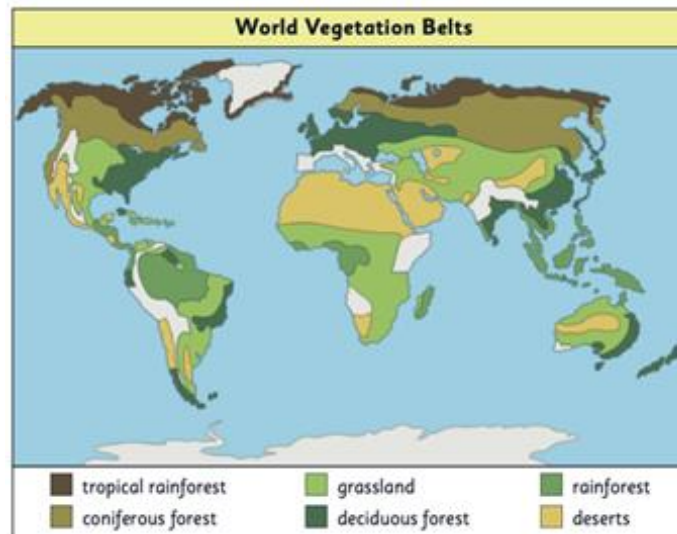 World Vegetation Belts
tropical rainforest grassland rainforest
coniferous forest deciduous forest deserts